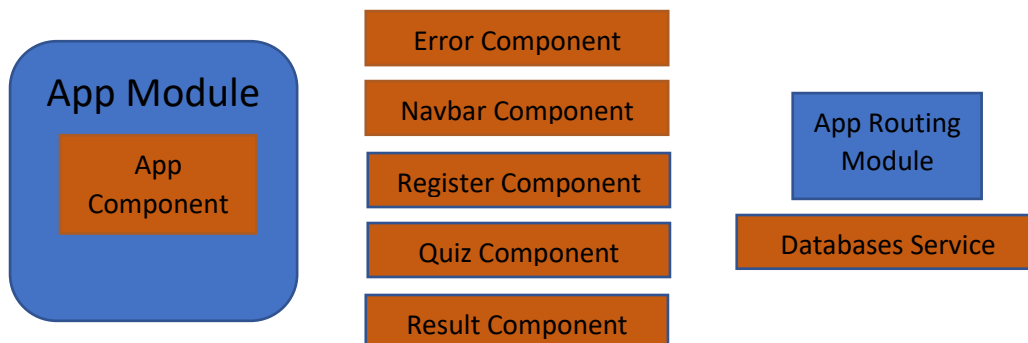 App Module
App
Component
Error Component
Navbar Component
Register Component
Quiz Component
Result Component
App Routing
Module
Databases Service